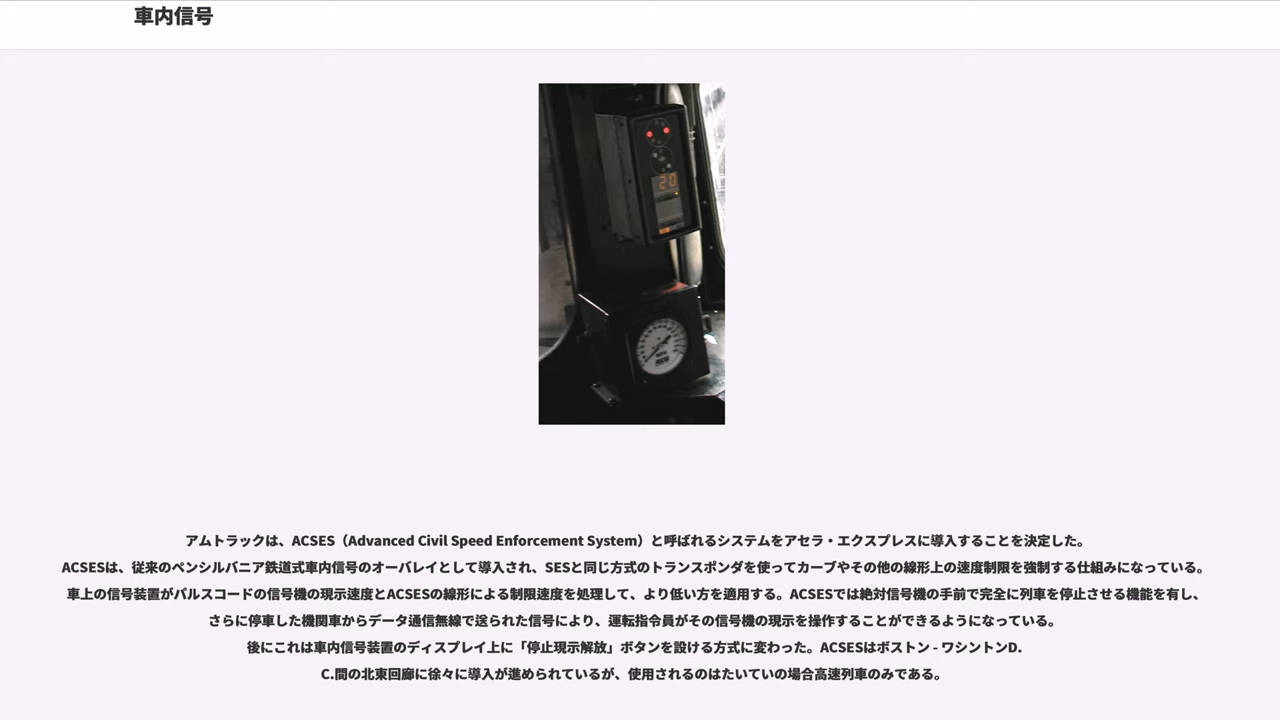 車内信号
20
アムトラックは、ACSES（Advanced Civil Speed Enforcement System）と呼ばれるシステムをアセラ・エクスプレスに導入することを決定した。
ACSESは、従来のペンシルバニア鉄道式車内信号のオーバレイとして導入され、SESと同じ方式のトランスポンダを使ってカーブやその他の線形上の速度制限を強制する仕組みになっている。
車上の信号装置がパルスコードの信号機の現示速度とACSESの線形による制限速度を処理して、より低い方を適用する。ACSESでは絶対信号機の手前で完全に列車を停止させる機能を有し、
さらに停車した機関車からデータ通信無線で送られた信号により、運転指令員がその信号機の現示を操作することができるようになっている。
後にこれは車内信号装置のディスプレイ上に「停止現示解放」ボタンを設ける方式に変わった。ACSESはボストン - ワシントンD.
C.間の北東回廊に徐々に導入が進められているが、使用されるのはたいていの場合高速列車のみである。